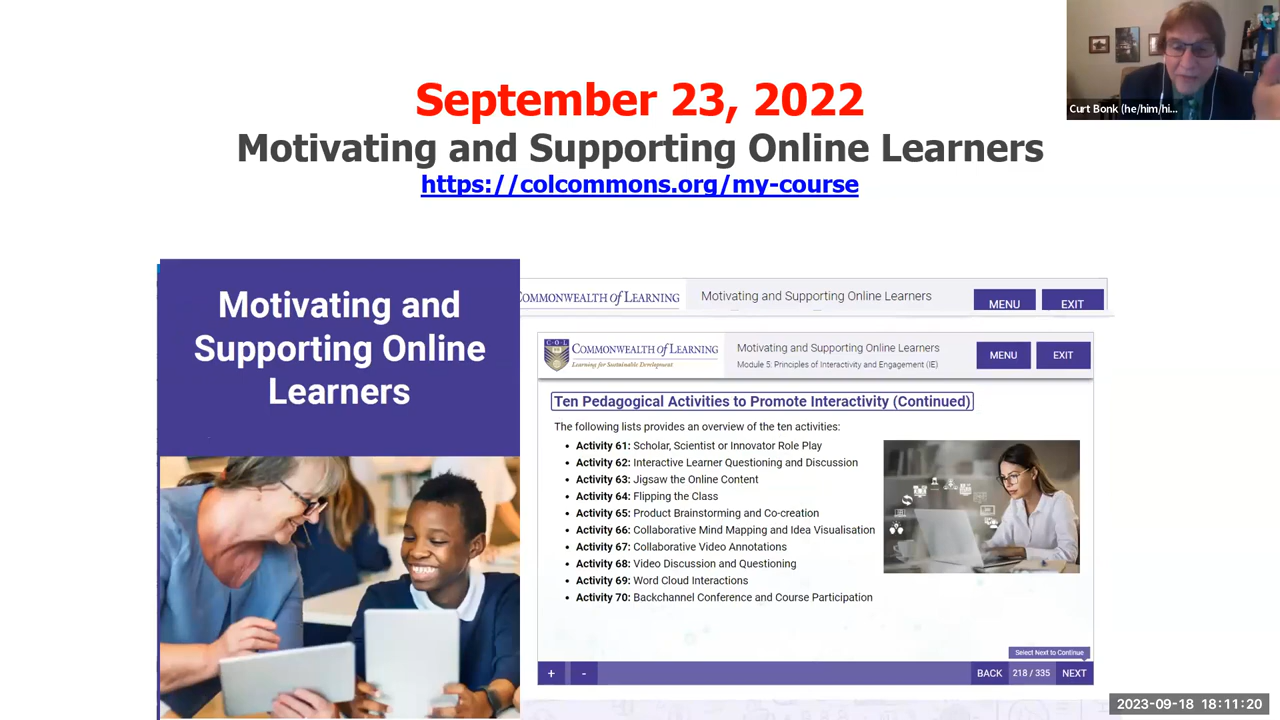 September 23, 2022
Motivating and Supporting Online Learners
https://colcommons.org/my-course
Curt Bonk (he/him/hi...
Motivating and
Supporting Online
Learners
COMMONWEALTH of LEARNING
Motivating and Supporting Online Learners
MENU
EXIT
C·O·L
COMMONWEALTH of LEARNING
Learning for Sustainable Development
Motivating and Supporting Online Learners
Module 5: Principles of Interactivity and Engagement (IE)
MENU
EXIT
Ten Pedagogical Activities to Promote Interactivity (Continued)
The following lists provides an overview of the ten activities:
• Activity 61: Scholar, Scientist or Innovator Role Play
• Activity 62: Interactive Learner Questioning and Discussion
• Activity 63: Jigsaw the Online Content
• Activity 64: Flipping the Class
• Activity 65: Product Brainstorming and Co-creation
• Activity 66: Collaborative Mind Mapping and Idea Visualisation
• Activity 67: Collaborative Video Annotations
• Activity 68: Video Discussion and Questioning
• Activity 69: Word Cloud Interactions
• Activity 70: Backchannel Conference and Course Participation
Select Next to Continue
+ -
BACK 218 / 335 NEXT
2023-09-18 18:11:20